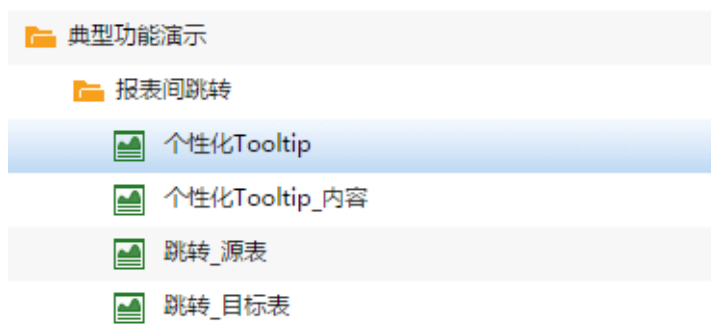 典型功能演示
报表间跳转
个性化Tooltip
个性化Tooltip_内容
跳转_源表
跳转_目标表